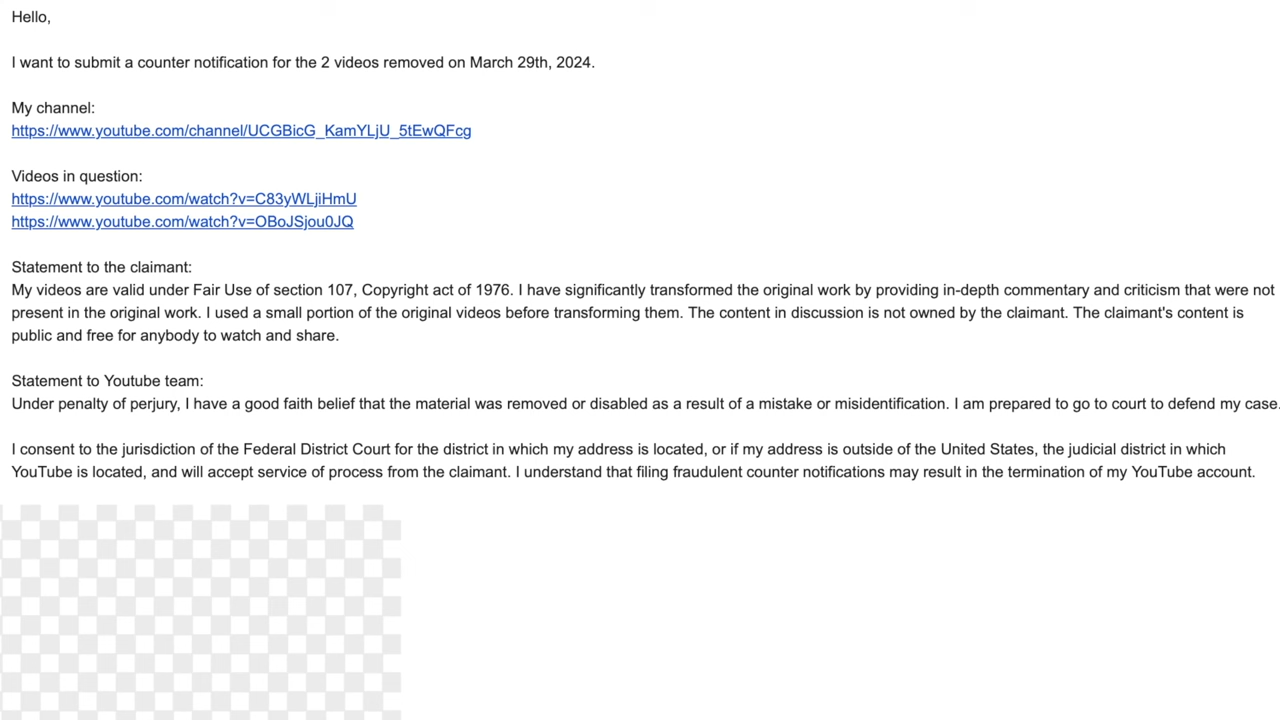 Hello,
I want to submit a counter notification for the 2 videos removed on March 29th, 2024.
My channel:
https://www.youtube.com/channel/UCGBicG_KamYLjU_5tEwQFcg
Videos in question:
https://www.youtube.com/watch?v=C83yWLjiHmU
https://www.youtube.com/watch?v=OBoJSjou0JQ
Statement to the claimant:
My videos are valid under Fair Use of section 107, Copyright act of 1976. I have significantly transformed the original work by providing in-depth commentary and criticism that were not
present in the original work. I used a small portion of the original videos before transforming them. The content in discussion is not owned by the claimant. The claimant's content is
public and free for anybody to watch and share.
Statement to Youtube team:
Under penalty of perjury, I have a good faith belief that the material was removed or disabled as a result of a mistake or misidentification. I am prepared to go to court to defend my case.
I consent to the jurisdiction of the Federal District Court for the district in which my address is located, or if my address is outside of the United States, the judicial district in which
YouTube is located, and will accept service of process from the claimant. I understand that filing fraudulent counter notifications may result in the termination of my YouTube account.